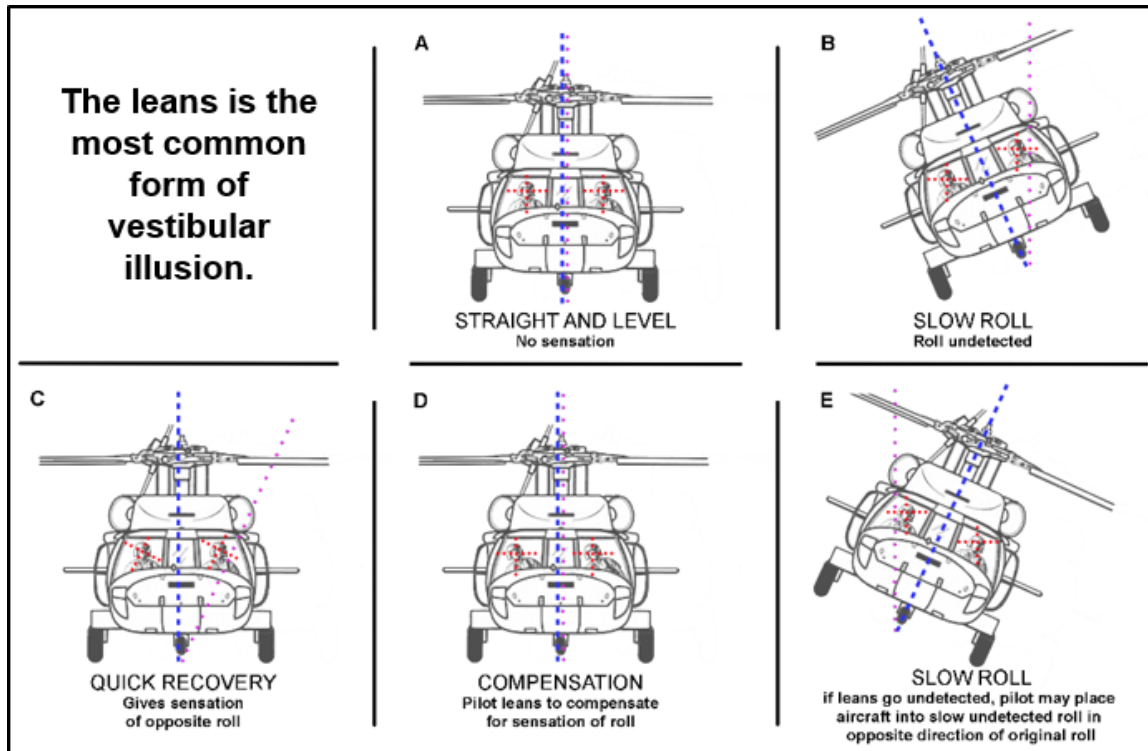 The leans is the
most common
form of
vestibular
illusion.
A
STRAIGHT AND LEVEL
No sensation
B
SLOW ROLL
Roll undetected
C
QUICK RECOVERY
Gives sensation
of opposite roll
D
COMPENSATION
Pilot leans to compensate
for sensation of roll
E
SLOW ROLL
if leans go undetected, pilot may place
aircraft into slow undetected roll in
opposite direction of original roll